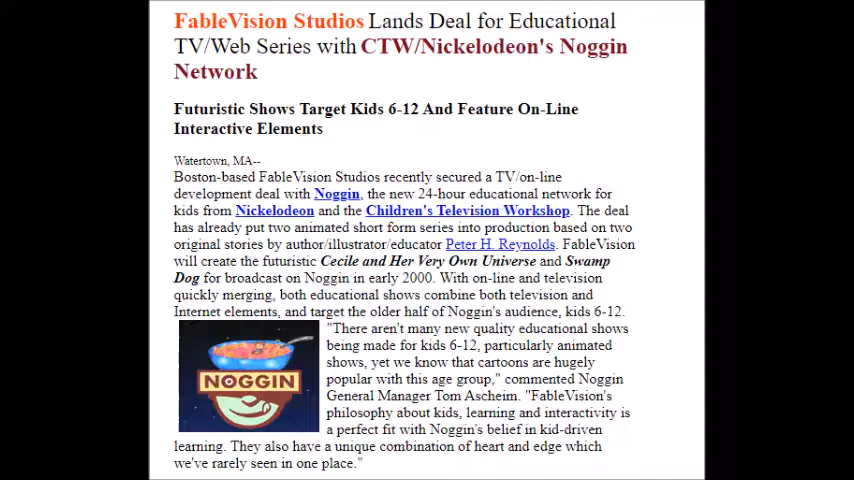 FableVision Studios Lands Deal for Educational
TV/Web Series with CTW/Nickelodeon's Noggin
Network
Futuristic Shows Target Kids 6-12 And Feature On-Line
Interactive Elements
Watertown, MA--
Boston-based FableVision Studios recently secured a TV/on-line
development deal with Noggin, the new 24-hour educational network for
kids from Nickelodeon and the Children's Television Workshop. The deal
has already put two animated short form series into production based on two
original stories by author/illustrator/educator Peter H. Reynolds. FableVision
will create the futuristic Cecile and Her Very Own Universe and Swamp
Dog for broadcast on Noggin in early 2000. With on-line and television
quickly merging, both educational shows combine both television and
Internet elements, and target the older half of Noggin's audience, kids 6-12.
NOGGIN
"There aren't many new quality educational shows
being made for kids 6-12, particularly animated
shows, yet we know that cartoons are hugely
popular with this age group," commented Noggin
General Manager Tom Ascheim. "FableVision's
philosophy about kids, learning and interactivity is
a perfect fit with Noggin's belief in kid-driven
learning. They also have a unique combination of heart and edge which
we've rarely seen in one place."